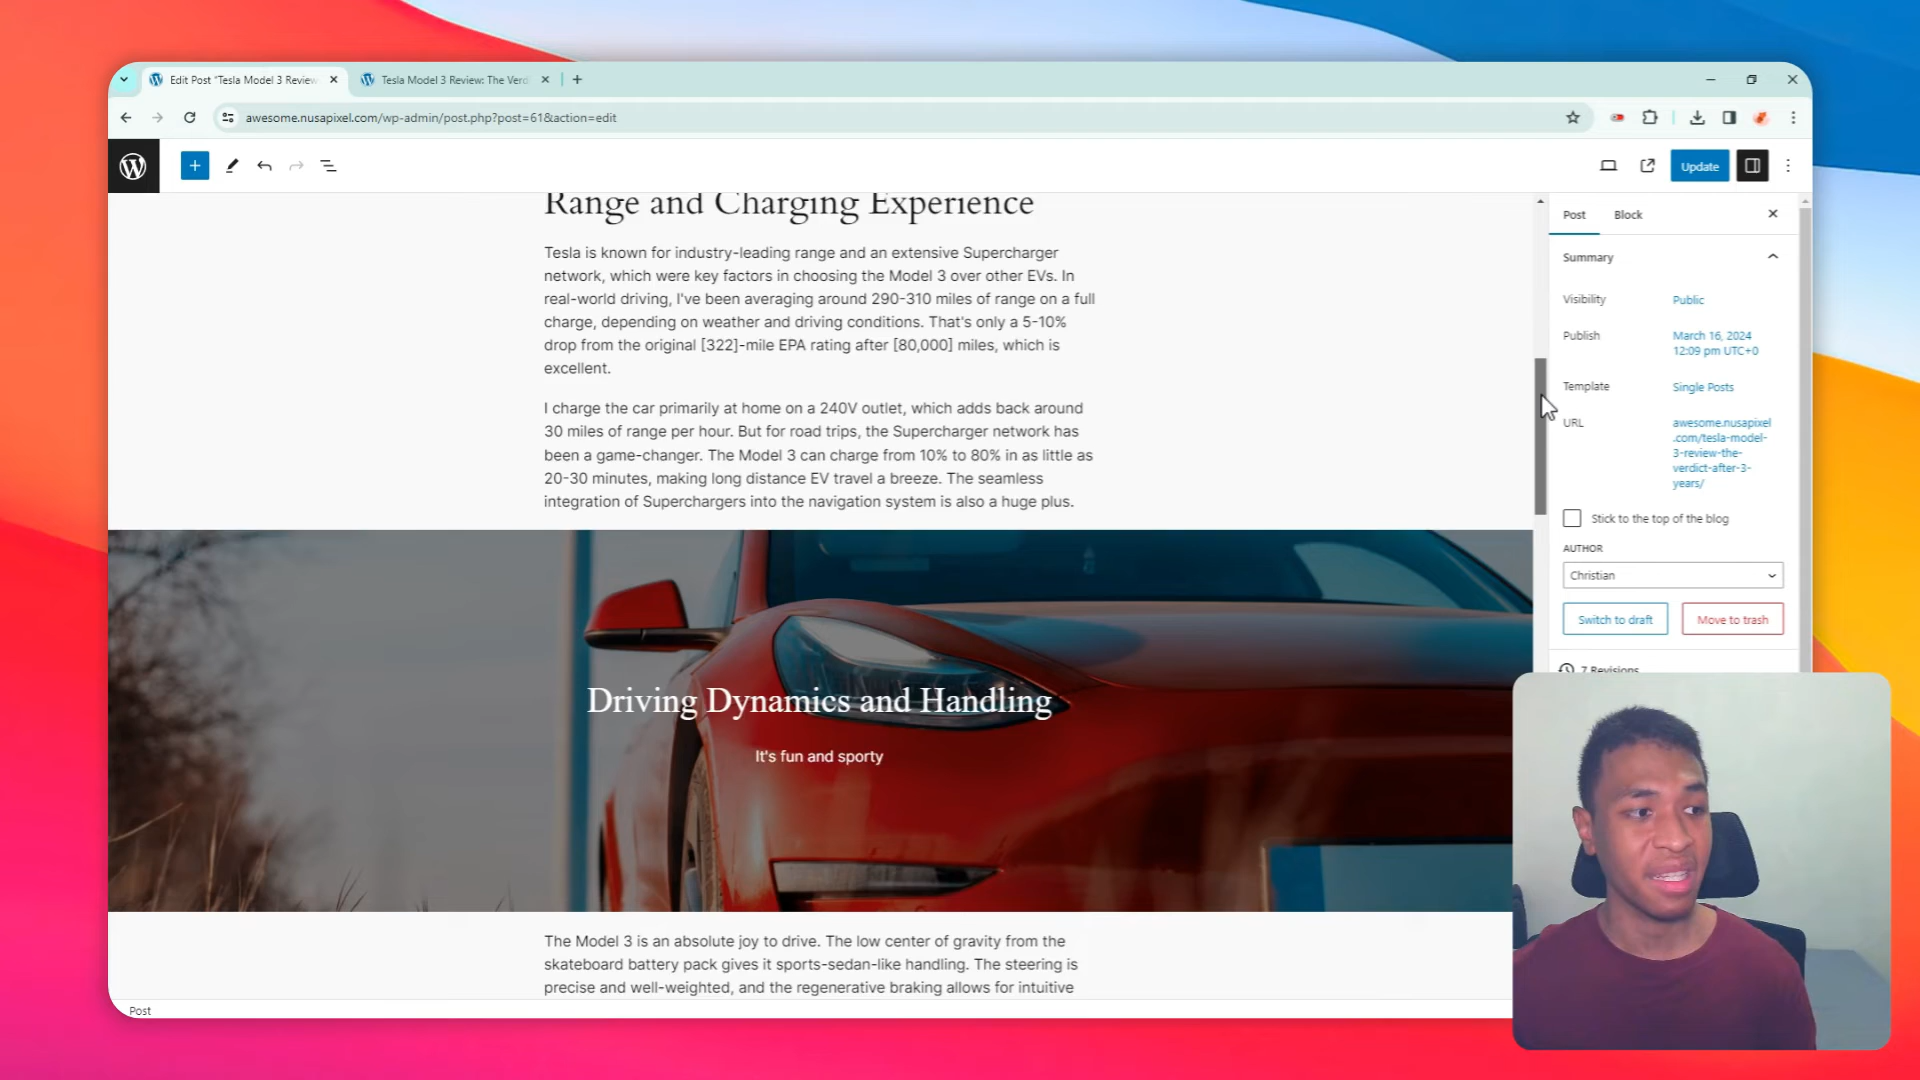 Edit Post "Tesla Model 3 Review
Tesla Model 3 Review: The Verd
awesome.nusapixel.com/wp-admin/post.php?post=61&action=edit
Update
Range and Charging Experience
Tesla is known for industry-leading range and an extensive Supercharger
network, which were key factors in choosing the Model 3 over other EVs. In
real-world driving, I've been averaging around 290-310 miles of range on a full
charge, depending on weather and driving conditions. That's only a 5-10%
drop from the original [322]-mile EPA rating after [80,000] miles, which is
excellent.
I charge the car primarily at home on a 240V outlet, which adds back around
30 miles of range per hour. But for road trips, the Supercharger network has
been a game-changer. The Model 3 can charge from 10% to 80% in as little as
20-30 minutes, making long distance EV travel a breeze. The seamless
integration of Superchargers into the navigation system is also a huge plus.
Driving Dynamics and Handling
It's fun and sporty
The Model 3 is an absolute joy to drive. The low center of gravity from the
skateboard battery pack gives it sports-sedan-like handling. The steering is
precise and well-weighted, and the regenerative braking allows for intuitive
Post
Post Block
Summary
Visibility Public
Publish March 16, 2024
12:09 pm UTC+0
Template Single Posts
URL awesome.nusapixel
.com/tesla-model-
3-review-the-
verdict-after-3-
years/
Stick to the top of the blog
AUTHOR
Christian
Switch to draft Move to trash
7 Revisions